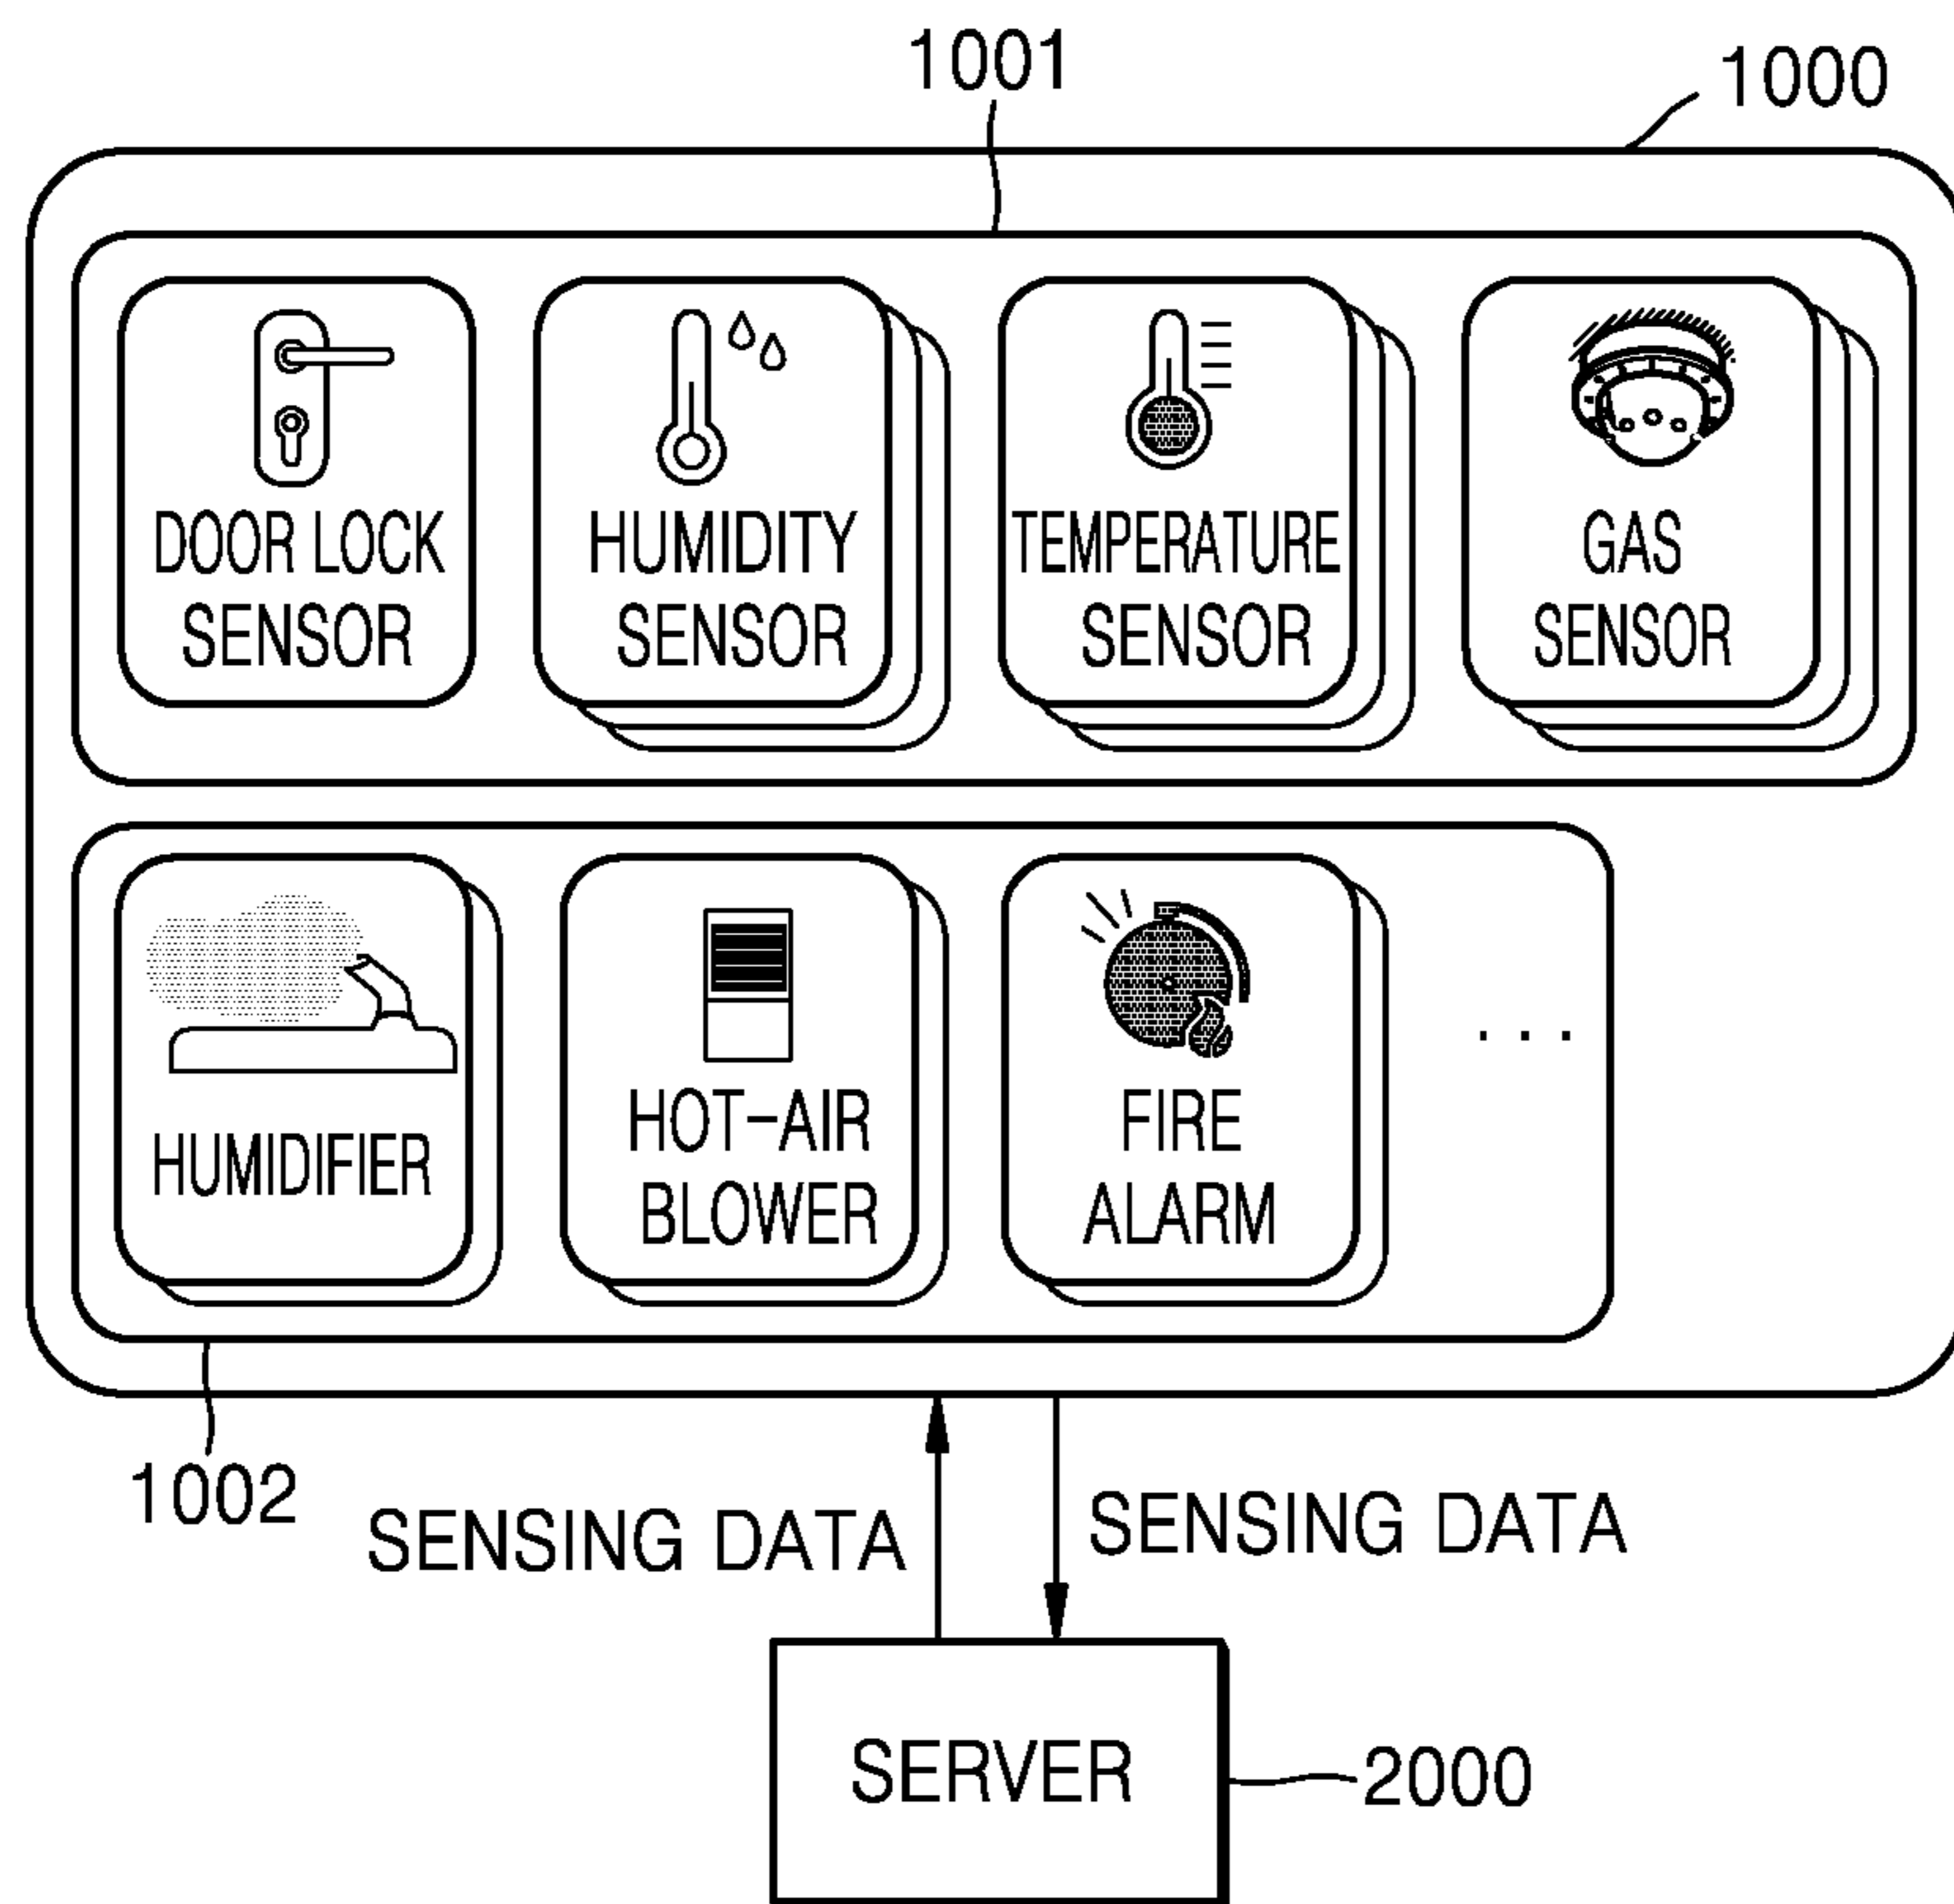 1001
1000
DOOR LOCK
SENSOR
HUMIDITY
SENSOR
TEMPERATURE
SENSOR
GAS
SENSOR
HUMIDIFIER
HOT-AIR
BLOWER
FIRE
ALARM
...
1002
SENSING DATA
SENSING DATA
SERVER
2000